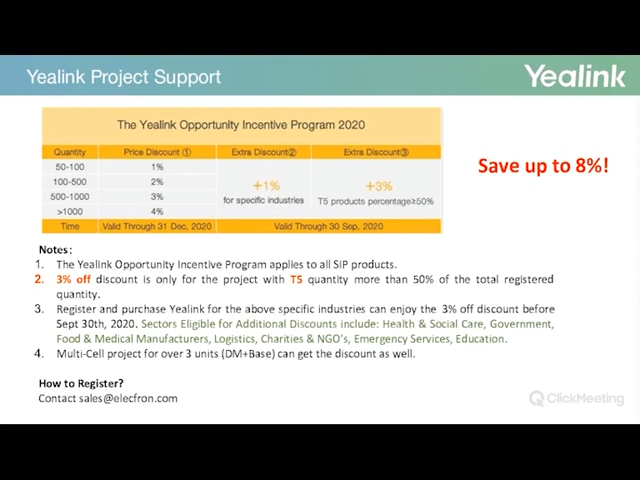 Yealink Project Support
Yealink
The Yealink Opportunity Incentive Program 2020
Quantity Price Discount ① Extra Discount② Extra Discount③
50-100 1%
100-500 2%
500-1000 3%
>1000 4%
+1%
for specific industries
+3%
T5 products percentage≥50%
Time Valid Through 31 Dec, 2020 Valid Through 30 Sep, 2020
Save up to 8%!
Notes:
1. The Yealink Opportunity Incentive Program applies to all SIP products.
2. 3% off discount is only for the project with T5 quantity more than 50% of the total registered
quantity.
3. Register and purchase Yealink for the above specific industries can enjoy the 3% off discount before
Sept 30th, 2020. Sectors Eligible for Additional Discounts include: Health & Social Care, Government,
Food & Medical Manufacturers, Logistics, Charities & NGO's, Emergency Services, Education.
4. Multi-Cell project for over 3 units (DM+Base) can get the discount as well.
How to Register?
Contact sales@elecfron.com
ClickMeeting